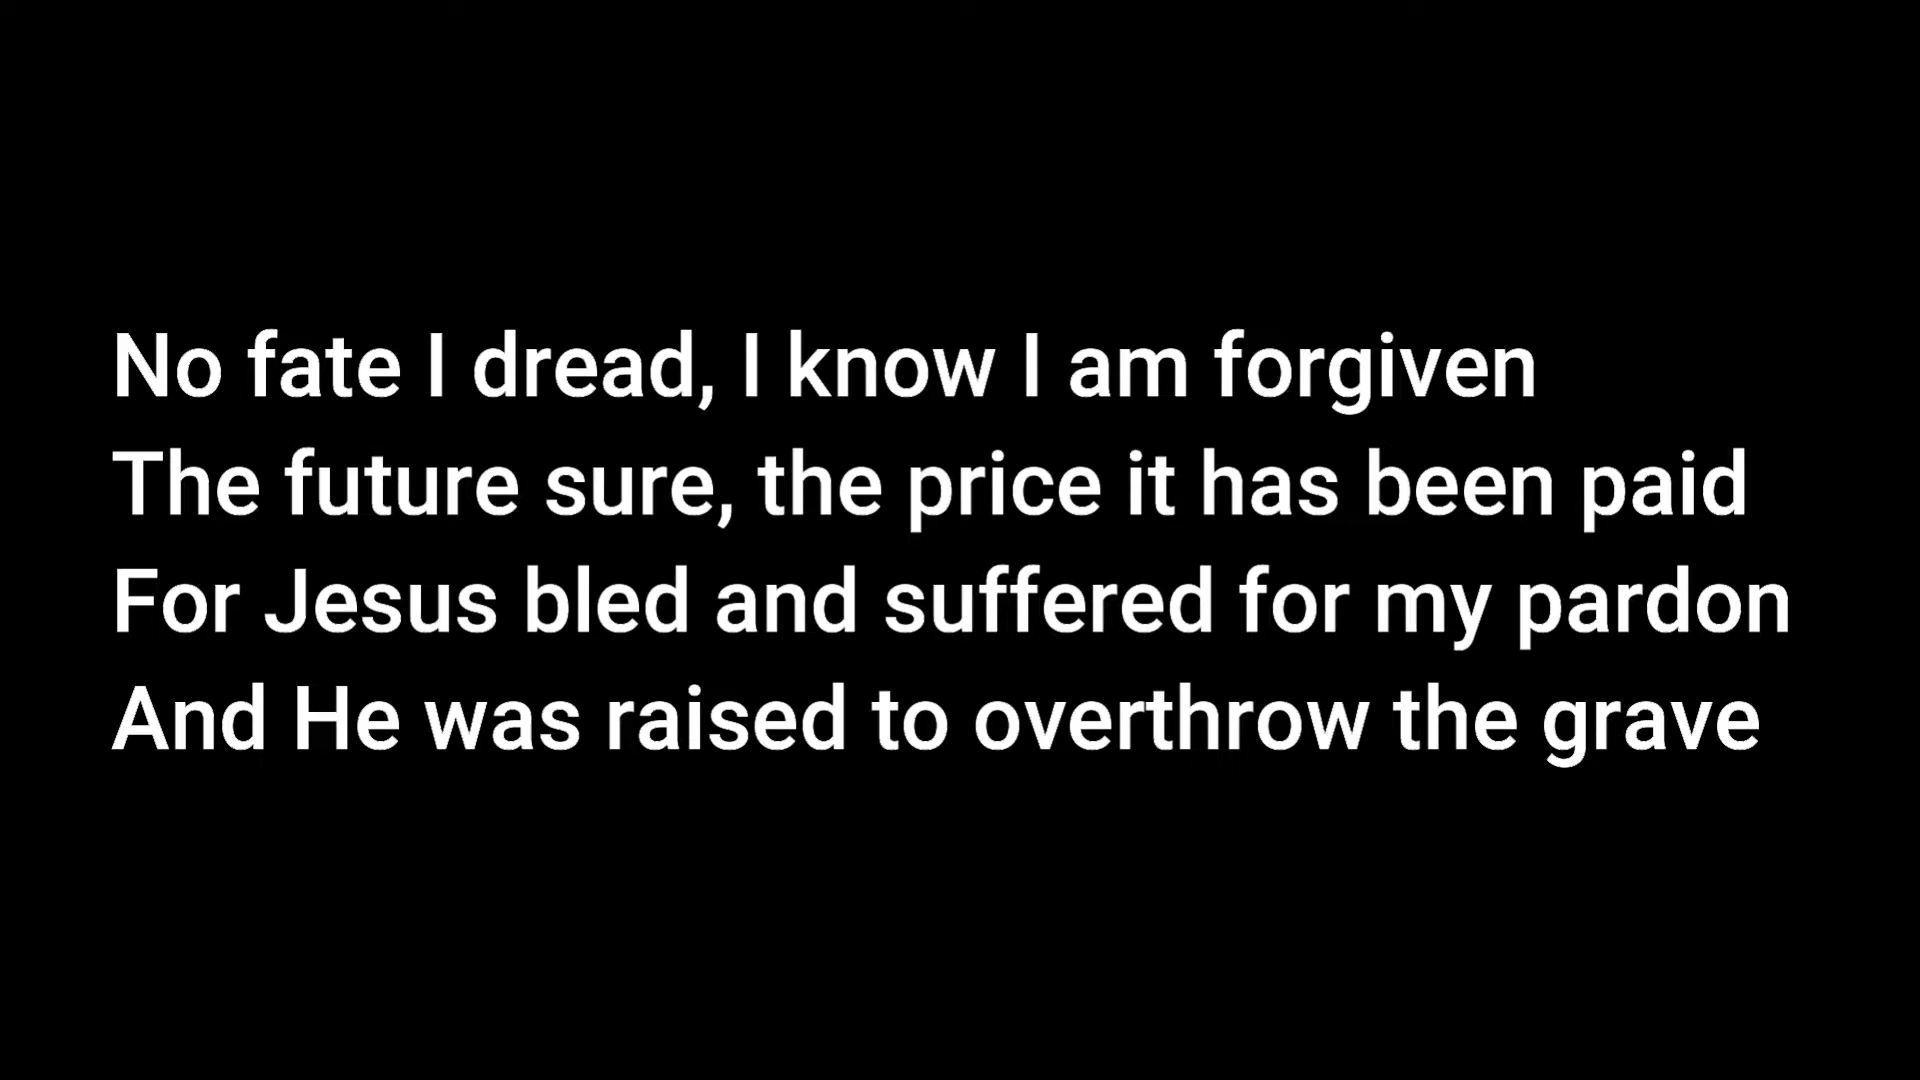 No fate I dread, I know I am forgiven
The future sure, the price it has been paid
For Jesus bled and suffered for my pardon
And He was raised to overthrow the grave